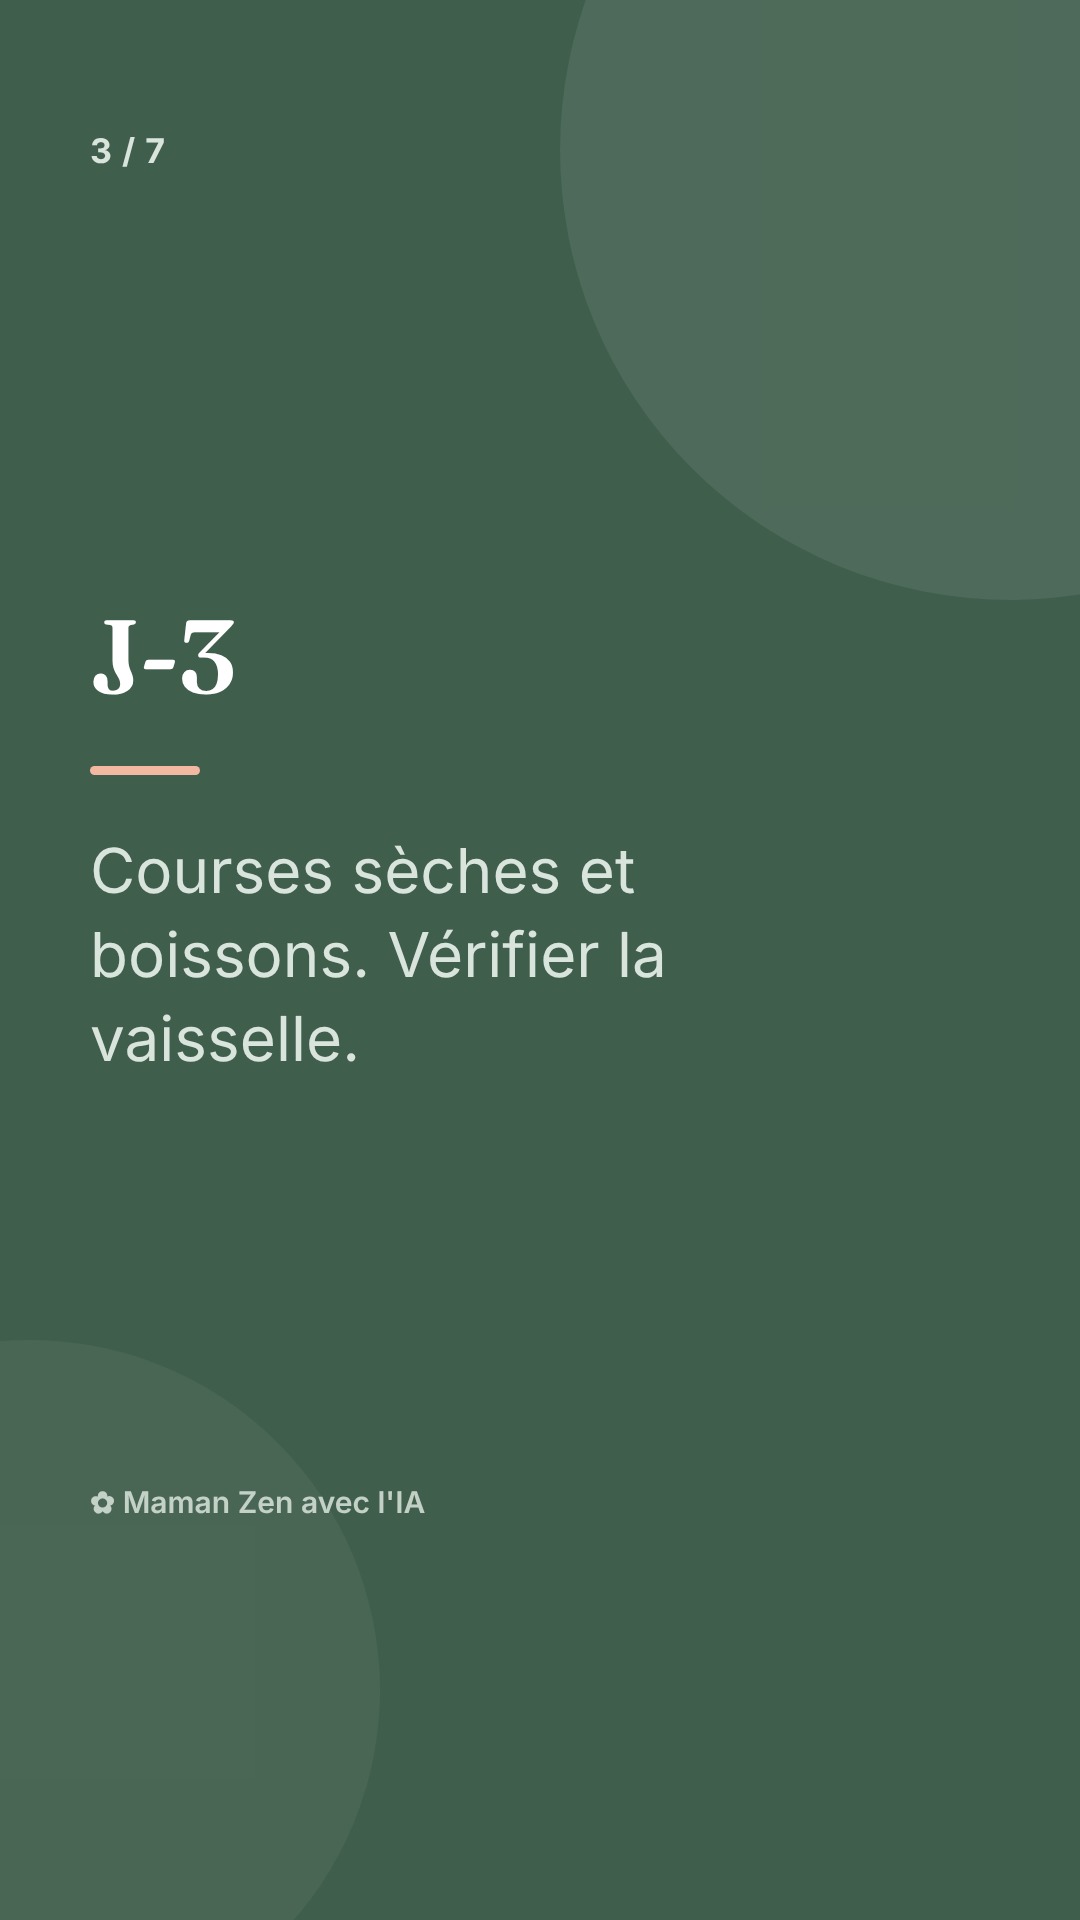 3 / 7
J-3
Courses sèches et
boissons. Vérifier la
vaisselle.
✿ Maman Zen avec l'IA